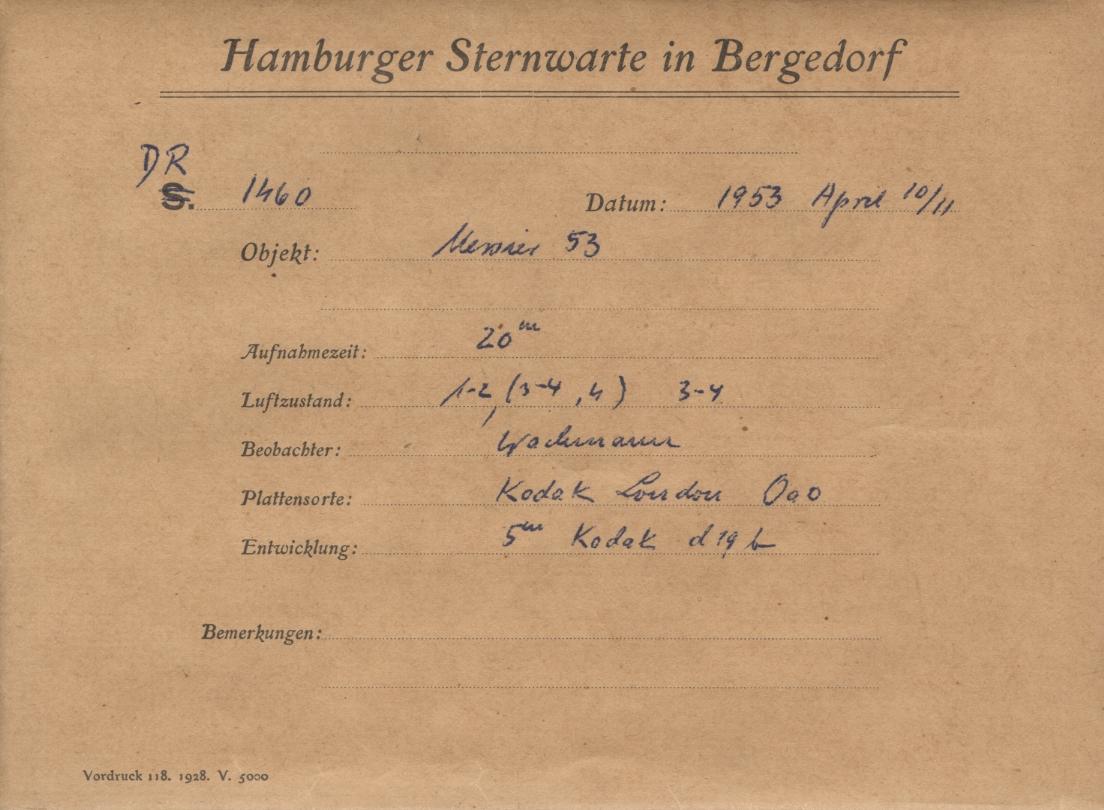 Hamburger Sternwarte in Bergedorf
DR
S. 1460 Datum: 1953 April 10/11
Objekt: Messier 53
Aufnahmezeit: 20ᵐ
Luftzustand: 1-2, (3-4, 4) 3-4
Beobachter: Wachmann
Plattensorte: Kodak London OaO
Entwicklung: 5ᵐ Kodak d19b
Bemerkungen:
Vordruck 118. 1928. V. 5000